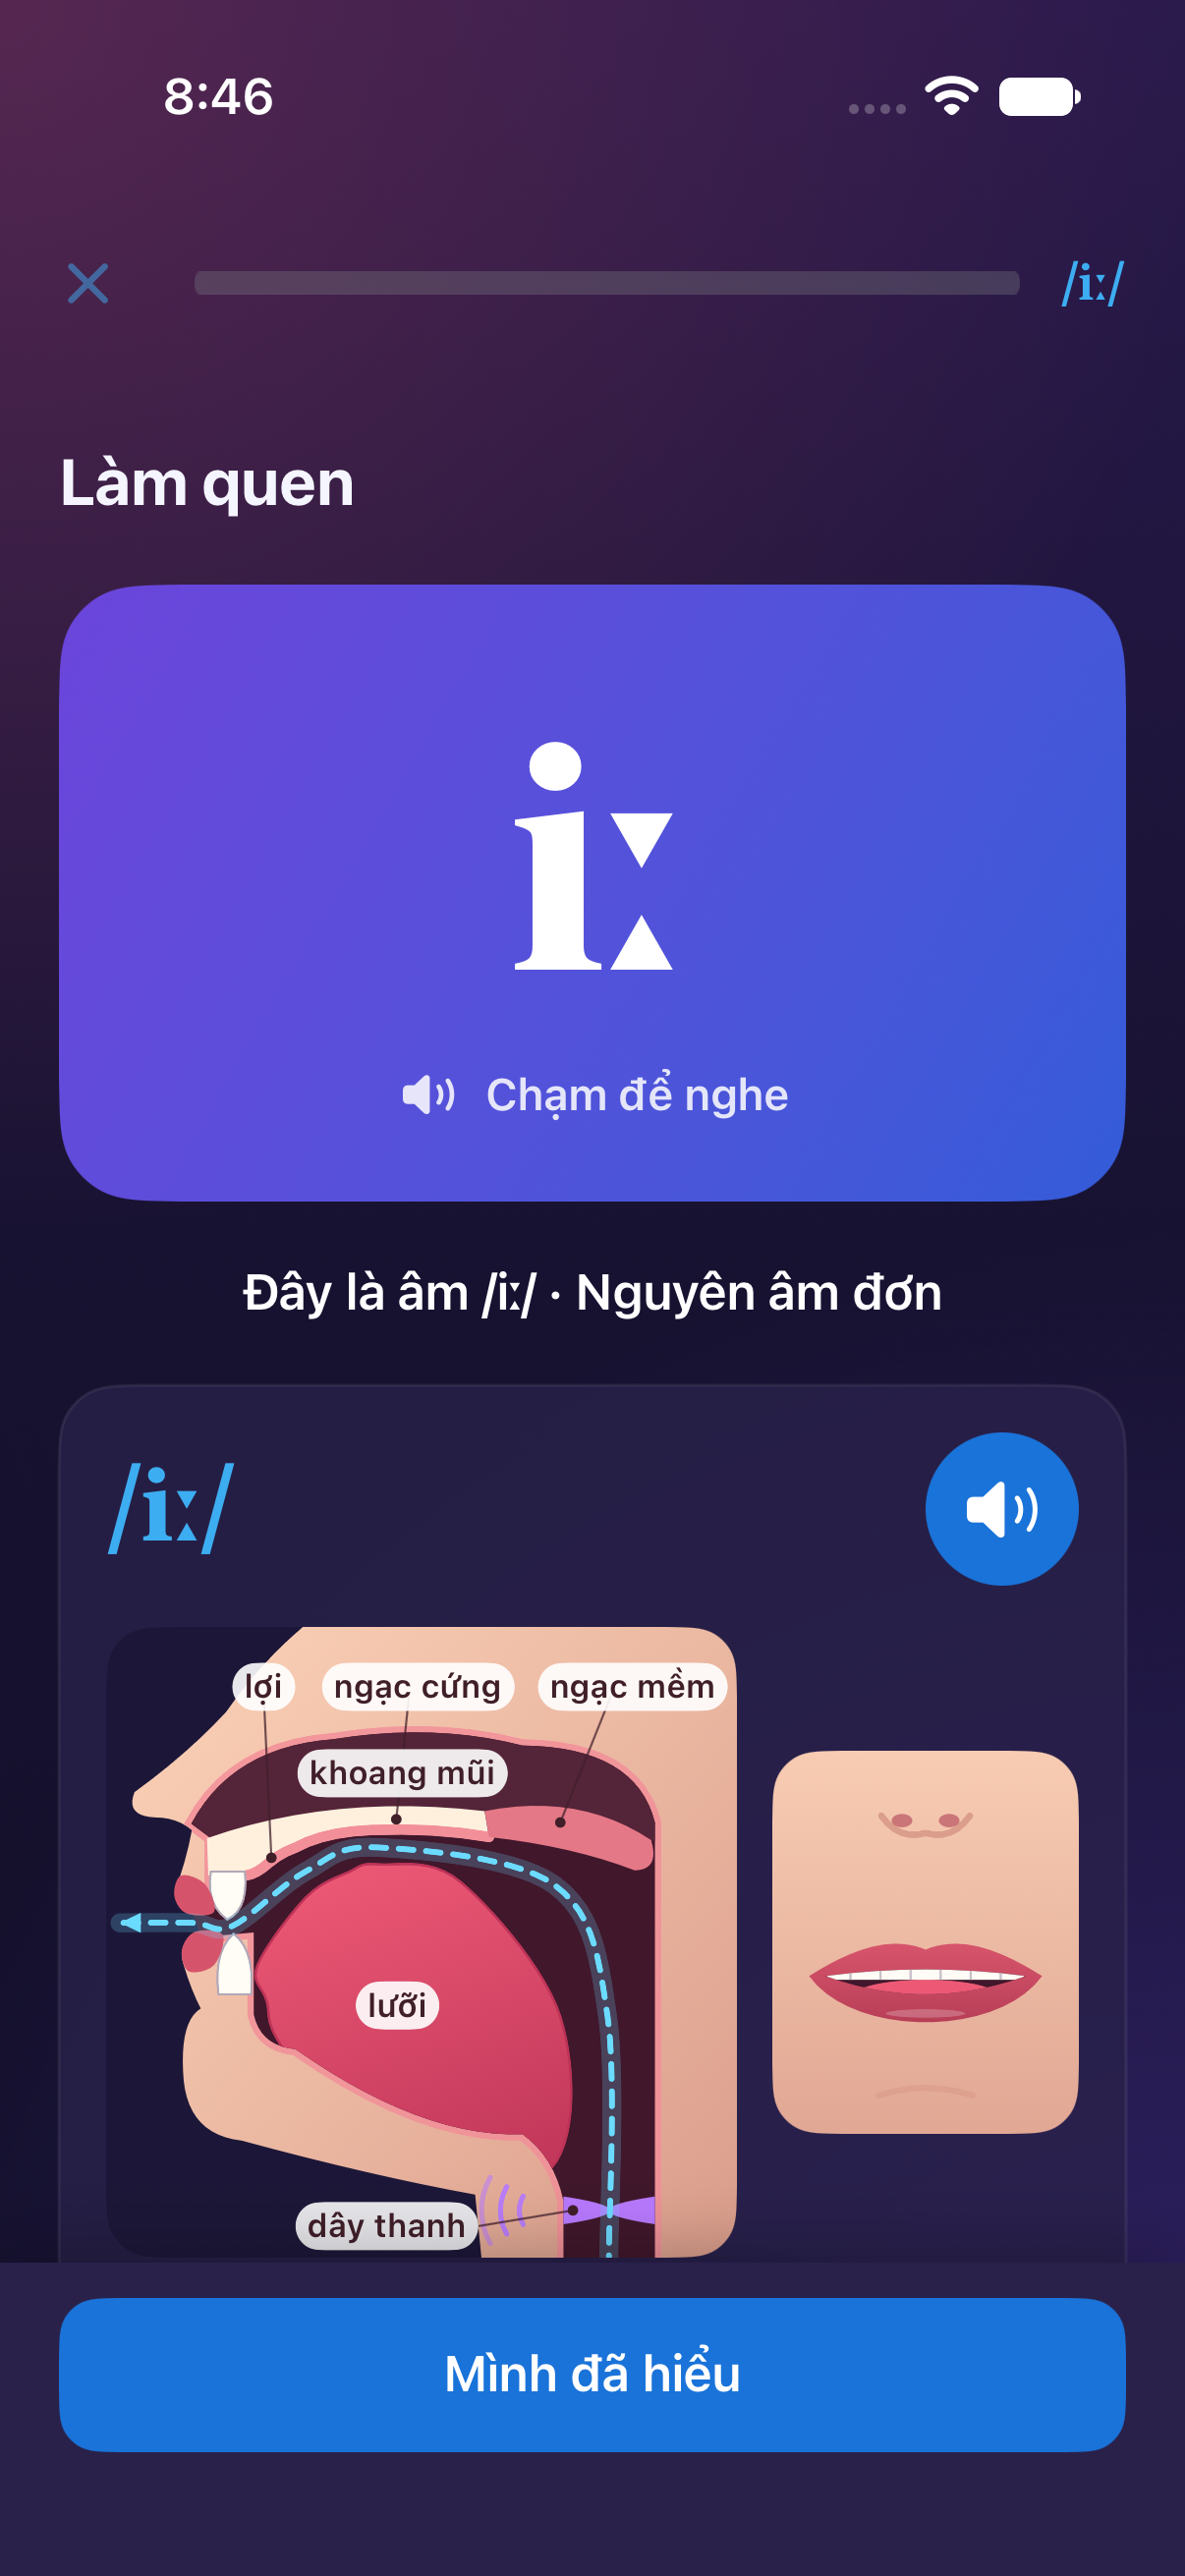 8:46
/iː/
Làm quen
iː
Chạm để nghe
Đây là âm /iː/ · Nguyên âm đơn
/iː/
lợi ngạc cứng ngạc mềm
khoang mũi
lưỡi
dây thanh
Mình đã hiểu